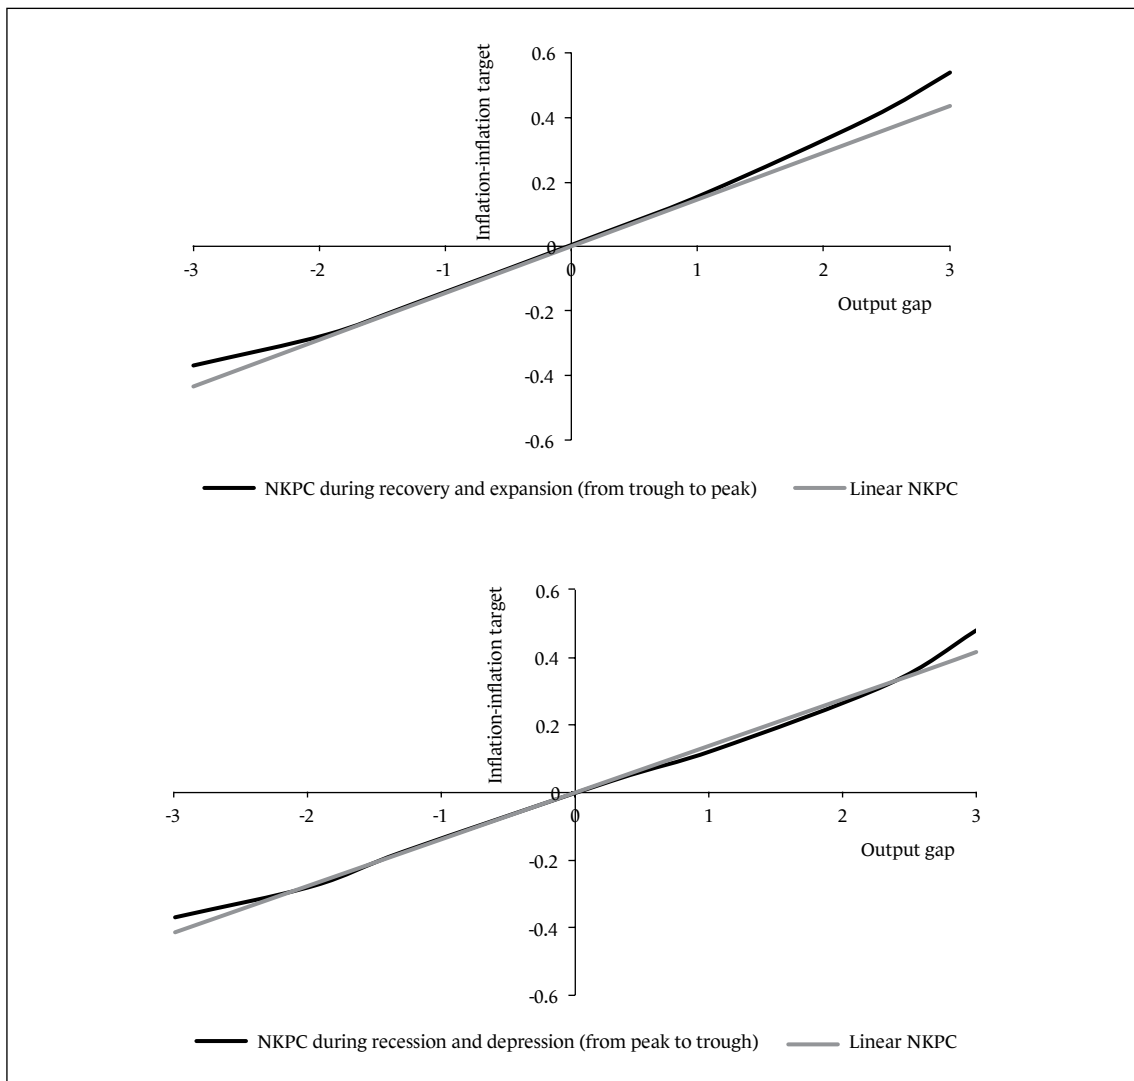 Inflation-inflation target
0.6
0.4
0.2
0
-3 -2 -1 0 1 2 3
Output gap
-0.2
-0.4
-0.6
NKPC during recovery and expansion (from trough to peak) Linear NKPC
Inflation-inflation target
0.6
0.4
0.2
0
-3 -2 -1 0 1 2 3
Output gap
-0.2
-0.4
-0.6
NKPC during recession and depression (from peak to trough) Linear NKPC